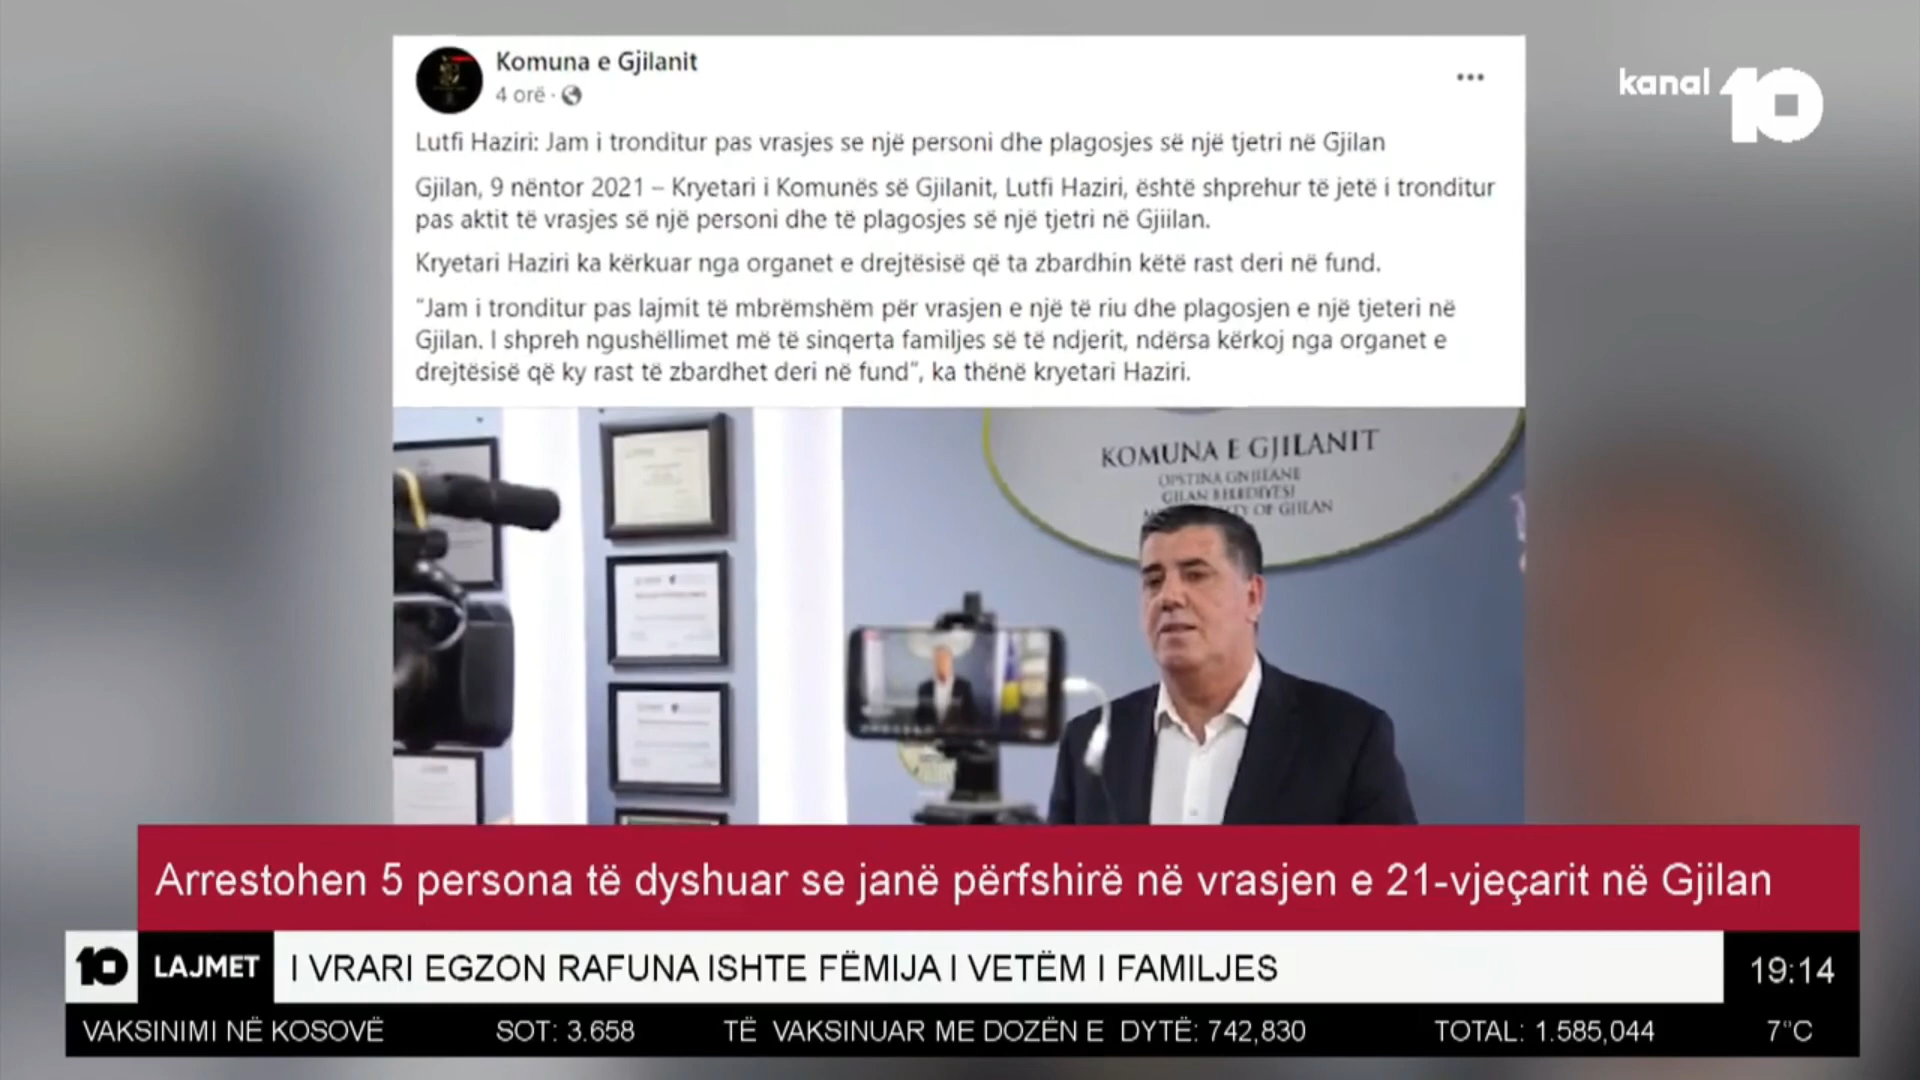 Komuna e Gjilanit
4 orë ·
kanal 10
Lutfi Haziri: Jam i tronditur pas vrasjes se një personi dhe plagosjes së një tjetri në Gjilan
Gjilan, 9 nëntor 2021 – Kryetari i Komunës së Gjilanit, Lutfi Haziri, është shprehur të jetë i tronditur
pas aktit të vrasjes së një personi dhe të plagosjes së një tjetri në Gjiilan.
Kryetari Haziri ka kërkuar nga organet e drejtësisë që ta zbardhin këtë rast deri në fund.
“Jam i tronditur pas lajmit të mbrëmshëm për vrasjen e një të riu dhe plagosjen e një tjeteri në
Gjilan. I shpreh ngushëllimet më të sinqerta familjes së të ndjerit, ndërsa kërkoj nga organet e
drejtësisë që ky rast të zbardhet deri në fund”, ka thënë kryetari Haziri.
KOMUNA E GJILANIT
OPSTINA GNJILANE
GILAN BELEDIYESI
OF GJILAN
Arrestohen 5 persona të dyshuar se janë përfshirë në vrasjen e 21-vjeçarit në Gjilan
10 LAJMET I VRARI EGZON RAFUNA ISHTE FËMIJA I VETËM I FAMILJES 19:14
VAKSINIMI NË KOSOVË SOT: 3.658 TË VAKSINUAR ME DOZËN E DYTË: 742,830 TOTAL: 1.585,044 7°C